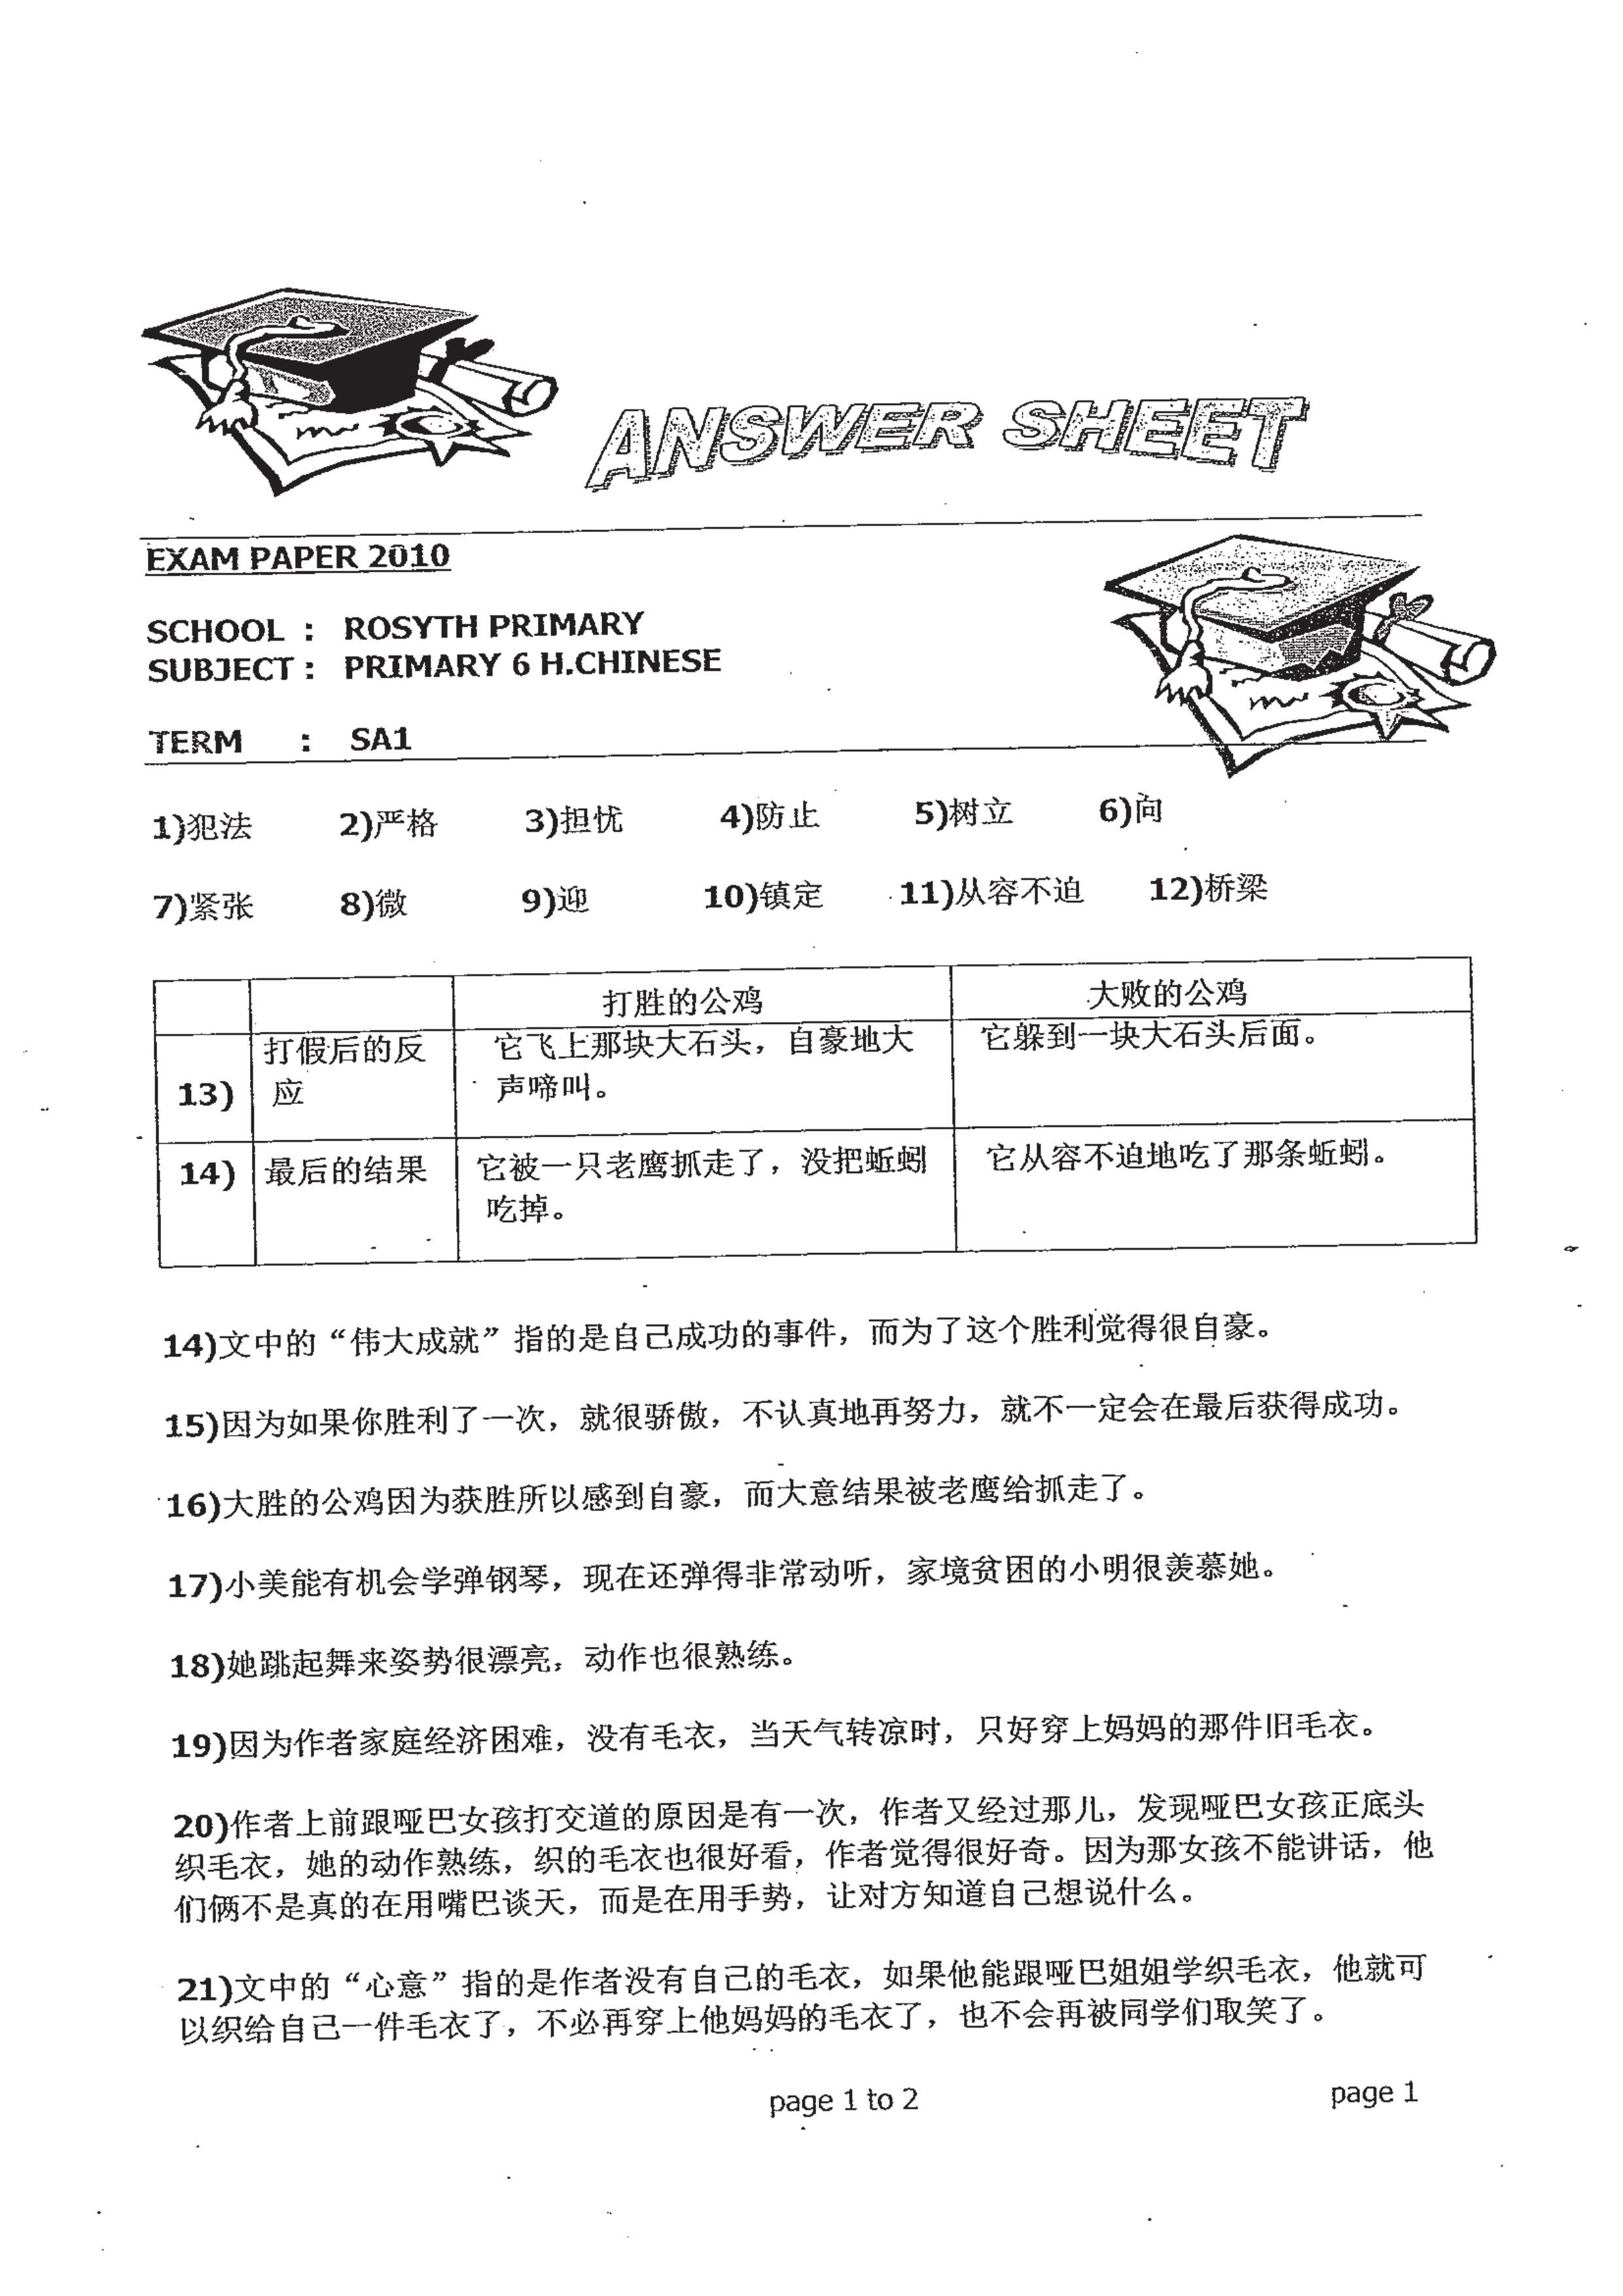 ANSWER SHEET
EXAM PAPER 2010
SCHOOL : ROSYTH PRIMARY
SUBJECT : PRIMARY 6 H.CHINESE
TERM : SA1
1)犯法 2)严格 3)担忧 4)防止 5)树立 6)向
7)紧张 8)微 9)迎 10)镇定 11)从容不迫 12)桥梁
打胜的公鸡 大败的公鸡
13) 打假后的反应 它飞上那块大石头，自豪地大声啼叫。 它躲到一块大石头后面。
14) 最后的结果 它被一只老鹰抓走了，没把蚯蚓吃掉。 它从容不迫地吃了那条蚯蚓。
14)文中的“伟大成就”指的是自己成功的事件，而为了这个胜利觉得很自豪。
15)因为如果你胜利了一次，就很骄傲，不认真地再努力，就不一定会在最后获得成功。
16)大胜的公鸡因为获胜所以感到自豪，而大意结果被老鹰给抓走了。
17)小美能有机会学弹钢琴，现在还弹得非常动听，家境贫困的小明很羡慕她。
18)她跳起舞来姿势很漂亮，动作也很熟练。
19)因为作者家庭经济困难，没有毛衣，当天气转凉时，只好穿上妈妈的那件旧毛衣。
20)作者上前跟哑巴女孩打交道的原因是有一次，作者又经过那儿，发现哑巴女孩正底头
织毛衣，她的动作熟练，织的毛衣也很好看，作者觉得很好奇。因为那女孩不能讲话，他
们俩不是真的在用嘴巴谈天，而是在用手势，让对方知道自己想说什么。
21)文中的“心意”指的是作者没有自己的毛衣，如果他能跟哑巴姐姐学织毛衣，他就可
以织给自己一件毛衣了，不必再穿上他妈妈的毛衣了，也不会再被同学们取笑了。
page 1 to 2 page 1